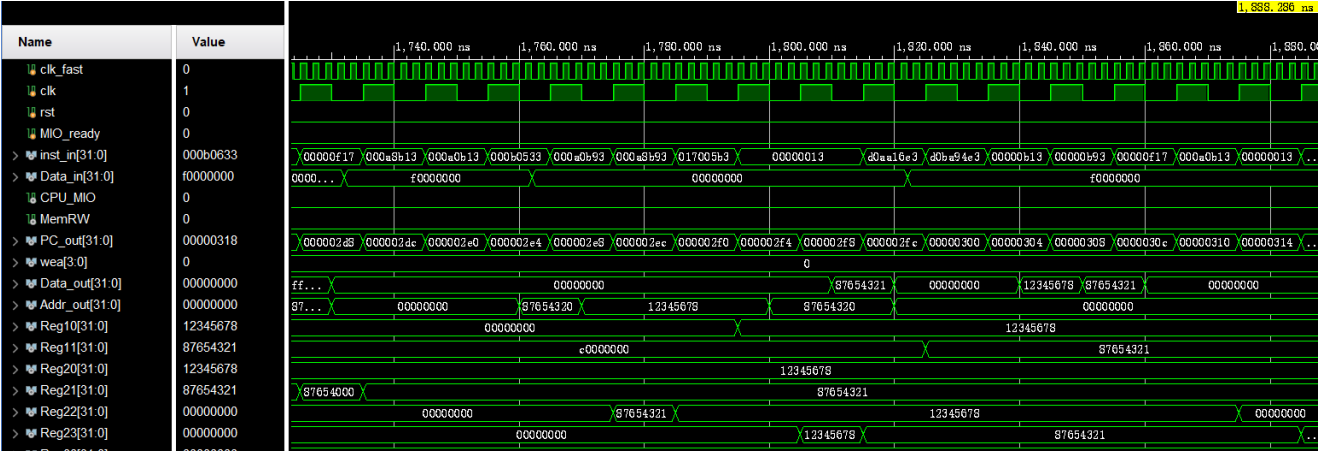 1,888.286 ns
Name Value
1,740.000 ns 1,760.000 ns 1,780.000 ns 1,800.000 ns 1,820.000 ns 1,840.000 ns 1,860.000 ns 1,880.00
clk_fast 0
clk 1
rst 0
MIO_ready 0
inst_in[31:0] 000b0633 00000f17 000a8b13 000a0b13 000b0533 000a0b93 000a8b93 017005b3 00000013 d0aa16e3 d0ba94e3 00000b13 00000b93 00000f17 000a0b13 00000013 ...
Data_in[31:0] f0000000 0000... f0000000 00000000 f0000000
CPU_MIO 0
MemRW 0
PC_out[31:0] 00000318 000002d8 000002dc 000002e0 000002e4 000002e8 000002ec 000002f0 000002f4 000002f8 000002fc 00000300 00000304 00000308 0000030c 00000310 00000314 ...
wea[3:0] 0 0
Data_out[31:0] 00000000 ff... 00000000 87654321 00000000 12345678 87654321 00000000
Addr_out[31:0] 00000000 87... 00000000 87654320 12345678 87654320 00000000
Reg10[31:0] 12345678 00000000 12345678
Reg11[31:0] 87654321 c0000000 87654321
Reg20[31:0] 12345678 12345678
Reg21[31:0] 87654321 87654000 87654321
Reg22[31:0] 00000000 00000000 87654321 12345678 00000000
Reg23[31:0] 00000000 00000000 12345678 87654321 ...